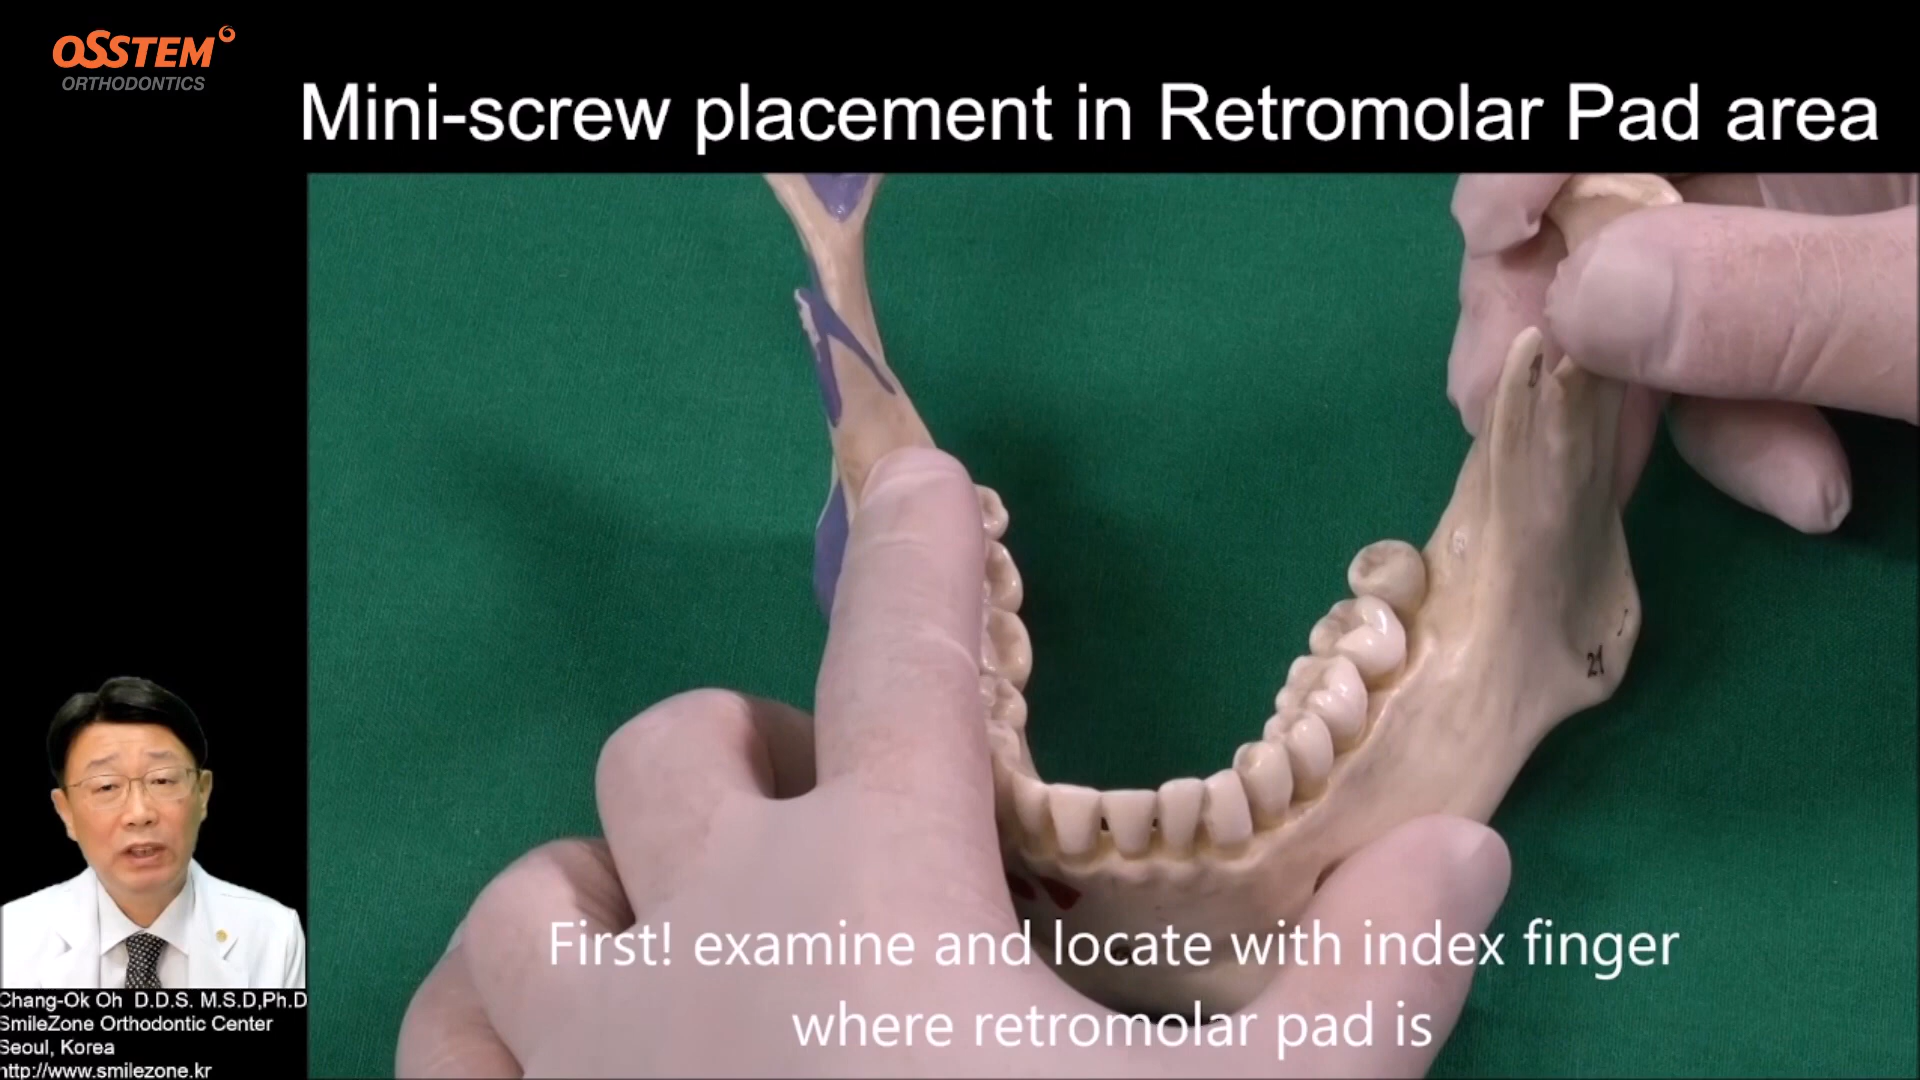 OSSTEM
ORTHODONTICS
Mini-screw placement in Retromolar Pad area
21
First! examine and locate with index finger
where retromolar pad is
Chang-Ok Oh D.D.S. M.S.D,Ph.D
SmileZone Orthodontic Center
Seoul, Korea
http://www.smilezone.kr